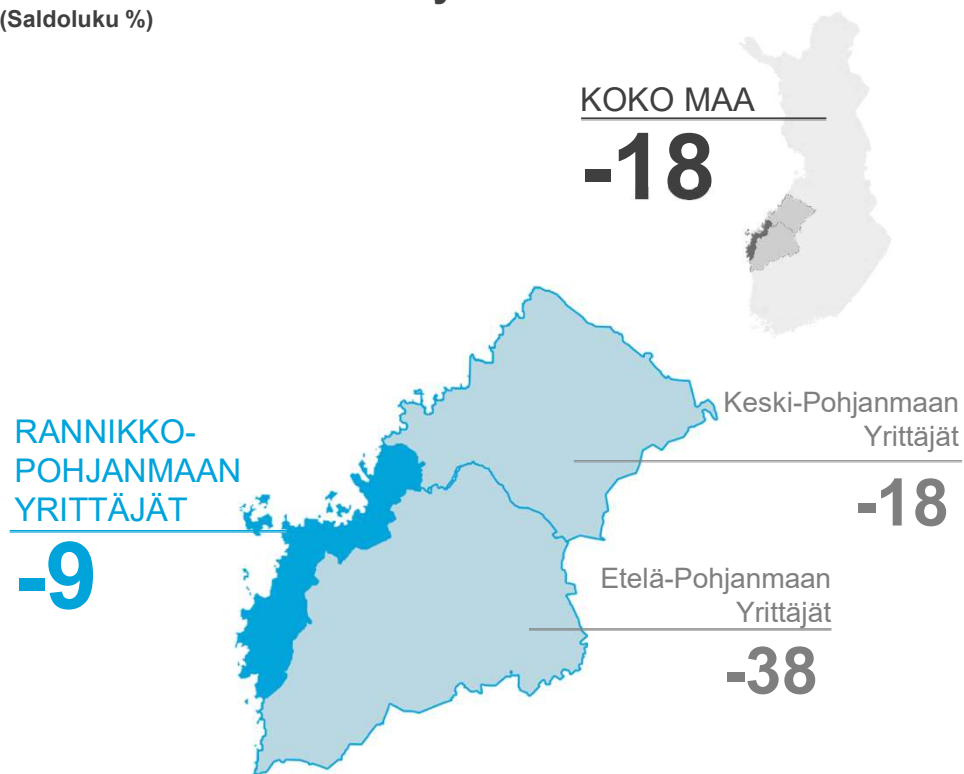 (Saldoluku %)
KOKO MAA
-18
Keski-Pohjanmaan
Yrittäjät
-18
RANNIKKO-
POHJANMAAN
YRITTÄJÄT
-9
Etelä-Pohjanmaan
Yrittäjät
-38